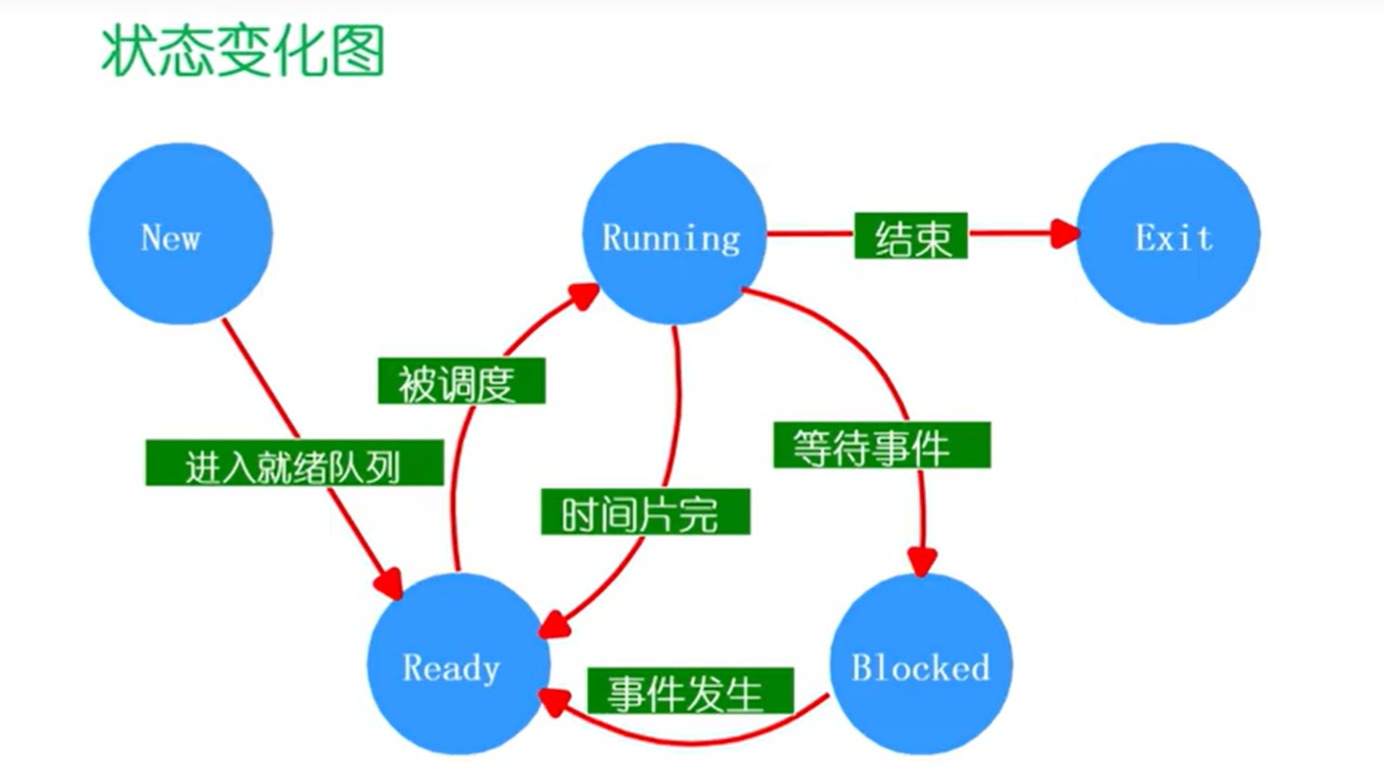 状态变化图
New
Running
结束
Exit
被调度
等待事件
进入就绪队列
时间片完
Ready
事件发生
Blocked